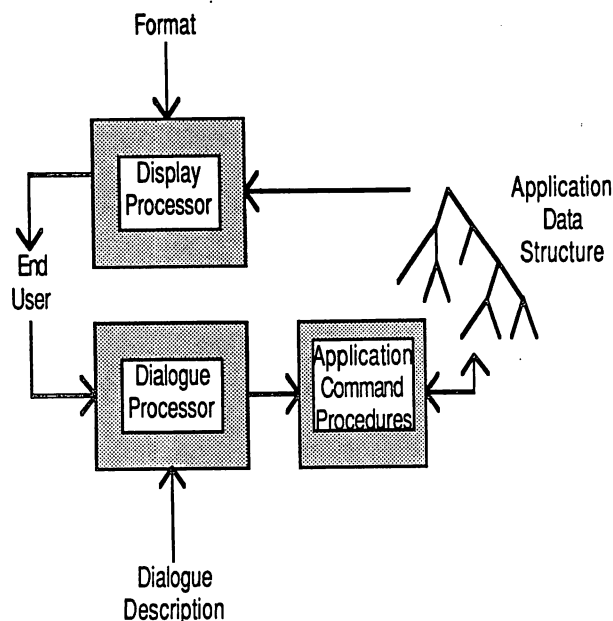 Format
Display
Processor
Application
Data
Structure
End
User
Dialogue
Processor
Application
Command
Procedures
Dialogue
Description